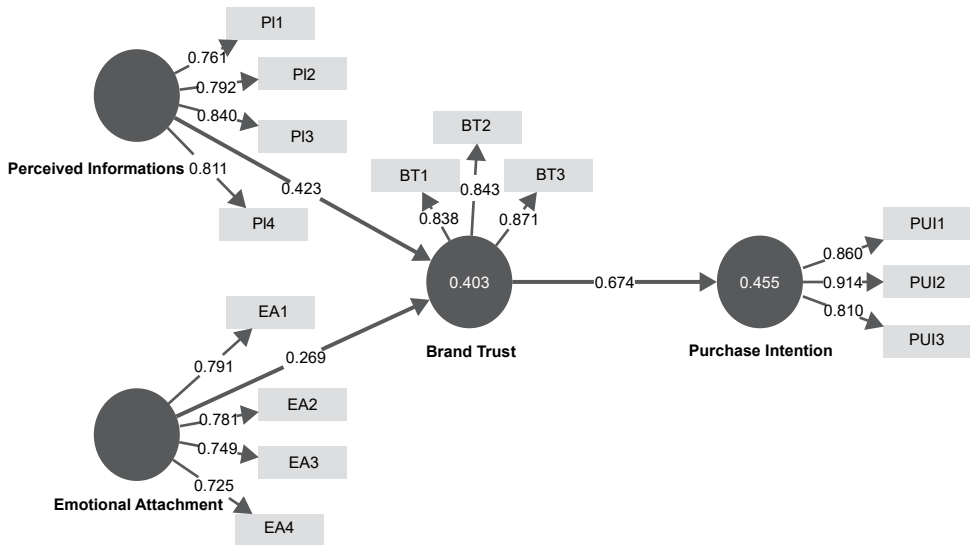 PI1
0.761
PI2
0.792
0.840
PI3
Perceived Informations
0.811
PI4
0.423
BT2
BT1
BT3
0.843
0.838
0.871
0.403
Brand Trust
0.674
0.455
Purchase Intention
PUI1
0.860
PUI2
0.914
0.810
PUI3
EA1
0.269
0.791
EA2
0.781
0.749
EA3
0.725
Emotional Attachment
EA4